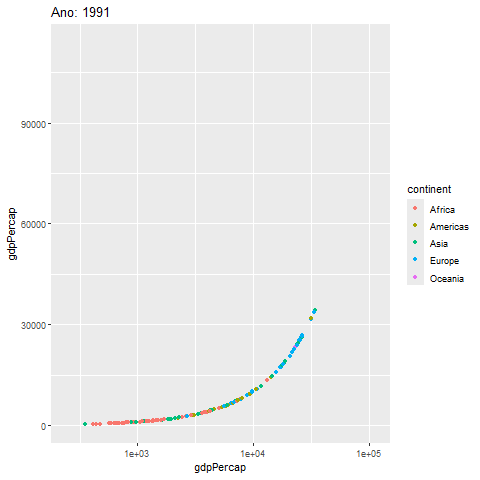 Ano: 1991
90000
60000
30000
0
gdpPercap
1e+03
1e+04
1e+05
gdpPercap
continent
Africa
Americas
Asia
Europe
Oceania